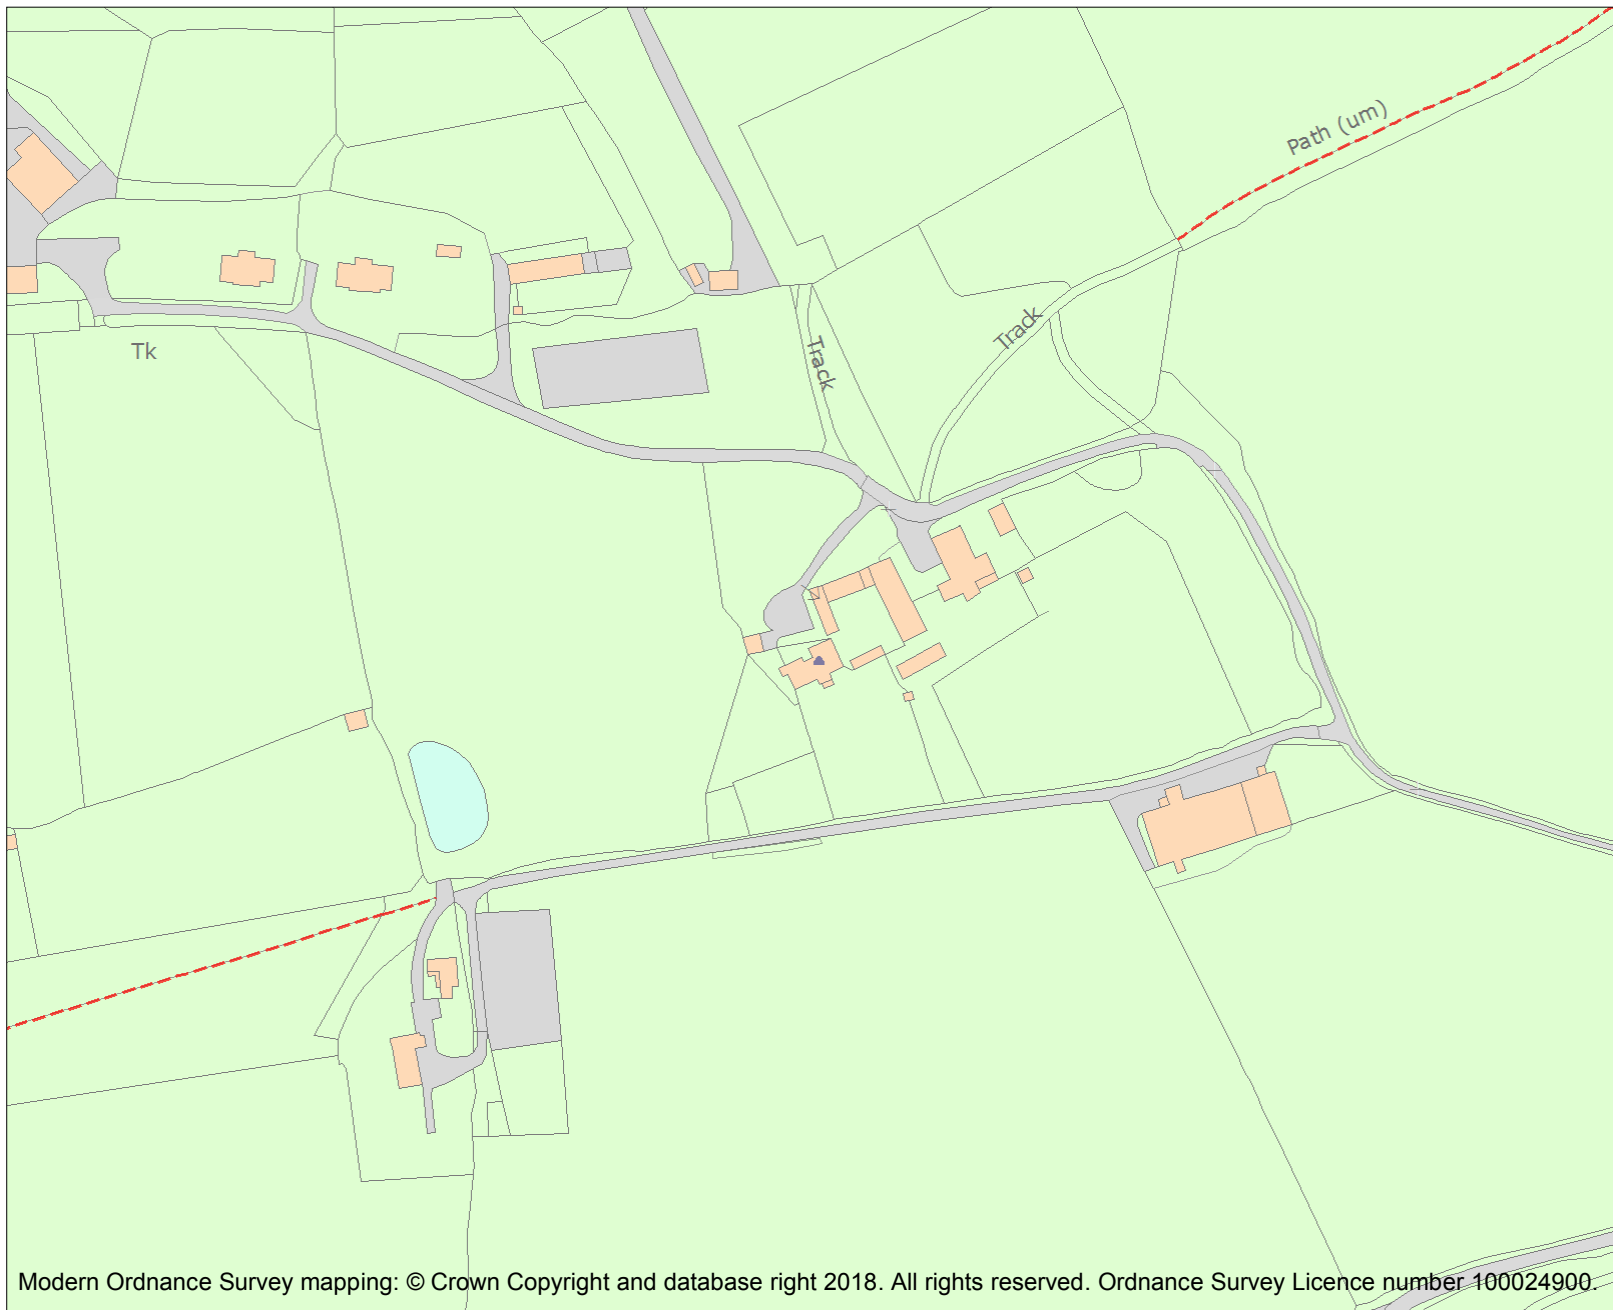 Path (um)
Track
Track
Tk
Modern Ordnance Survey mapping: © Crown Copyright and database right 2018. All rights reserved. Ordnance Survey Licence number 100024900.